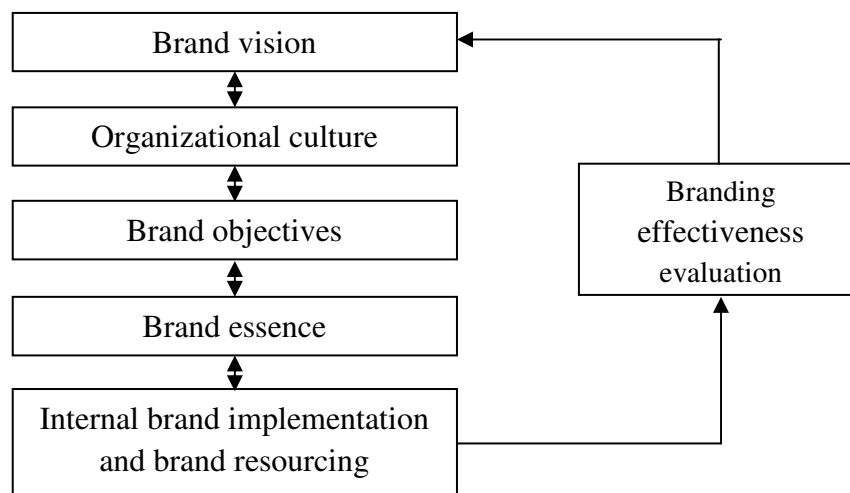 Brand vision
Organizational culture
Brand objectives
Brand essence
Internal brand implementation
and brand resourcing
Branding
effectiveness
evaluation